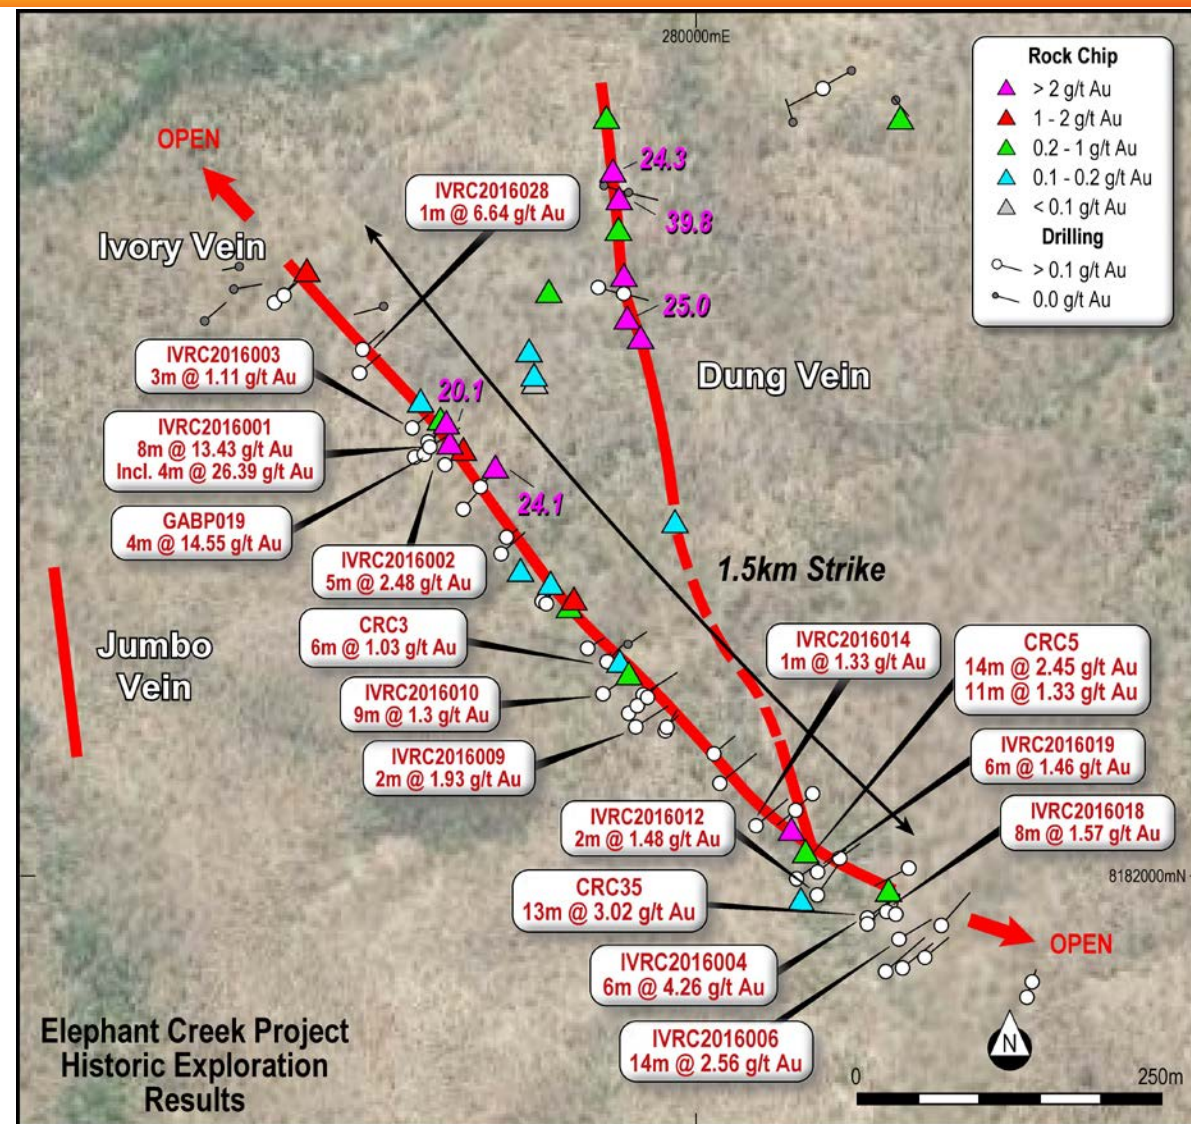 280000mE
Rock Chip
> 2 g/t Au
1 - 2 g/t Au
0.2 - 1 g/t Au
0.1 - 0.2 g/t Au
< 0.1 g/t Au
Drilling
> 0.1 g/t Au
0.0 g/t Au
OPEN
Ivory Vein
IVRC2016028
1m @ 6.64 g/t Au
24.3
39.8
25.0
Dung Vein
IVRC2016003
3m @ 1.11 g/t Au
20.1
IVRC2016001
8m @ 13.43 g/t Au
Incl. 4m @ 26.39 g/t Au
24.1
GABP019
4m @ 14.55 g/t Au
IVRC2016002
5m @ 2.48 g/t Au
1.5km Strike
Jumbo
Vein
CRC3
6m @ 1.03 g/t Au
IVRC2016014
1m @ 1.33 g/t Au
CRC5
14m @ 2.45 g/t Au
11m @ 1.33 g/t Au
IVRC2016010
9m @ 1.3 g/t Au
IVRC2016009
2m @ 1.93 g/t Au
IVRC2016019
6m @ 1.46 g/t Au
IVRC2016012
2m @ 1.48 g/t Au
IVRC2016018
8m @ 1.57 g/t Au
8182000mN
CRC35
13m @ 3.02 g/t Au
OPEN
IVRC2016004
6m @ 4.26 g/t Au
IVRC2016006
14m @ 2.56 g/t Au
N
Elephant Creek Project
Historic Exploration
Results
0
250m